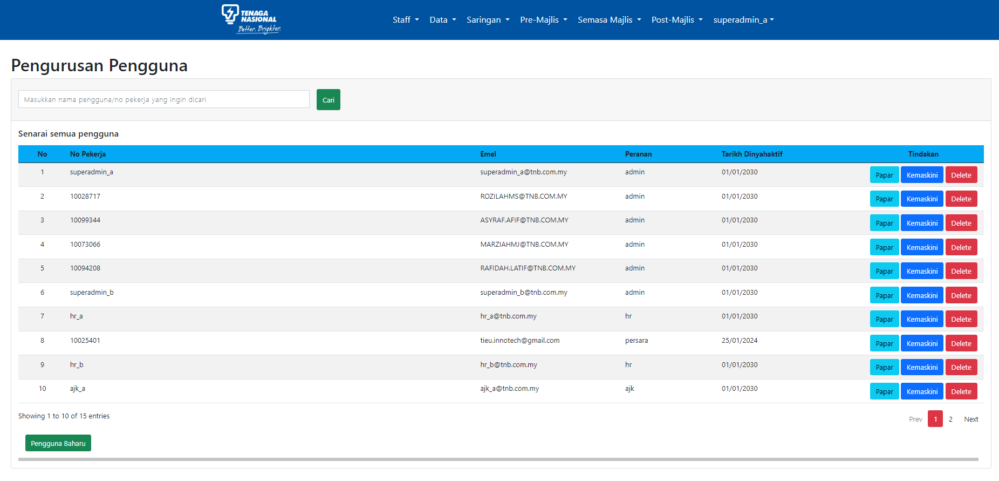 TENAGA
NASIONAL
Better. Brighter.
Staff Data Saringan Pre-Majlis Semasa Majlis Post-Majlis superadmin_a
Pengurusan Pengguna
Masukkan nama pengguna/no pekerja yang ingin dicari Cari
Senarai semua pengguna
No No Pekerja Emel Peranan Tarikh Dinyahaktif Tindakan
1 superadmin_a superadmin_a@tnb.com.my admin 01/01/2030 Papar Kemaskini Delete
2 10028717 ROZILAHMS@TNB.COM.MY admin 01/01/2030 Papar Kemaskini Delete
3 10099344 ASYRAF.AFIF@TNB.COM.MY admin 01/01/2030 Papar Kemaskini Delete
4 10073066 MARZIAHMJ@TNB.COM.MY admin 01/01/2030 Papar Kemaskini Delete
5 10094208 RAFIDAH.LATIF@TNB.COM.MY admin 01/01/2030 Papar Kemaskini Delete
6 superadmin_b superadmin_b@tnb.com.my admin 01/01/2030 Papar Kemaskini Delete
7 hr_a hr_a@tnb.com.my hr 01/01/2030 Papar Kemaskini Delete
8 10025401 tieu.innotech@gmail.com persara 25/01/2024 Papar Kemaskini Delete
9 hr_b hr_b@tnb.com.my hr 01/01/2030 Papar Kemaskini Delete
10 ajk_a ajk_a@tnb.com.my ajk 01/01/2030 Papar Kemaskini Delete
Showing 1 to 10 of 15 entries Prev 1 2 Next
Pengguna Baharu